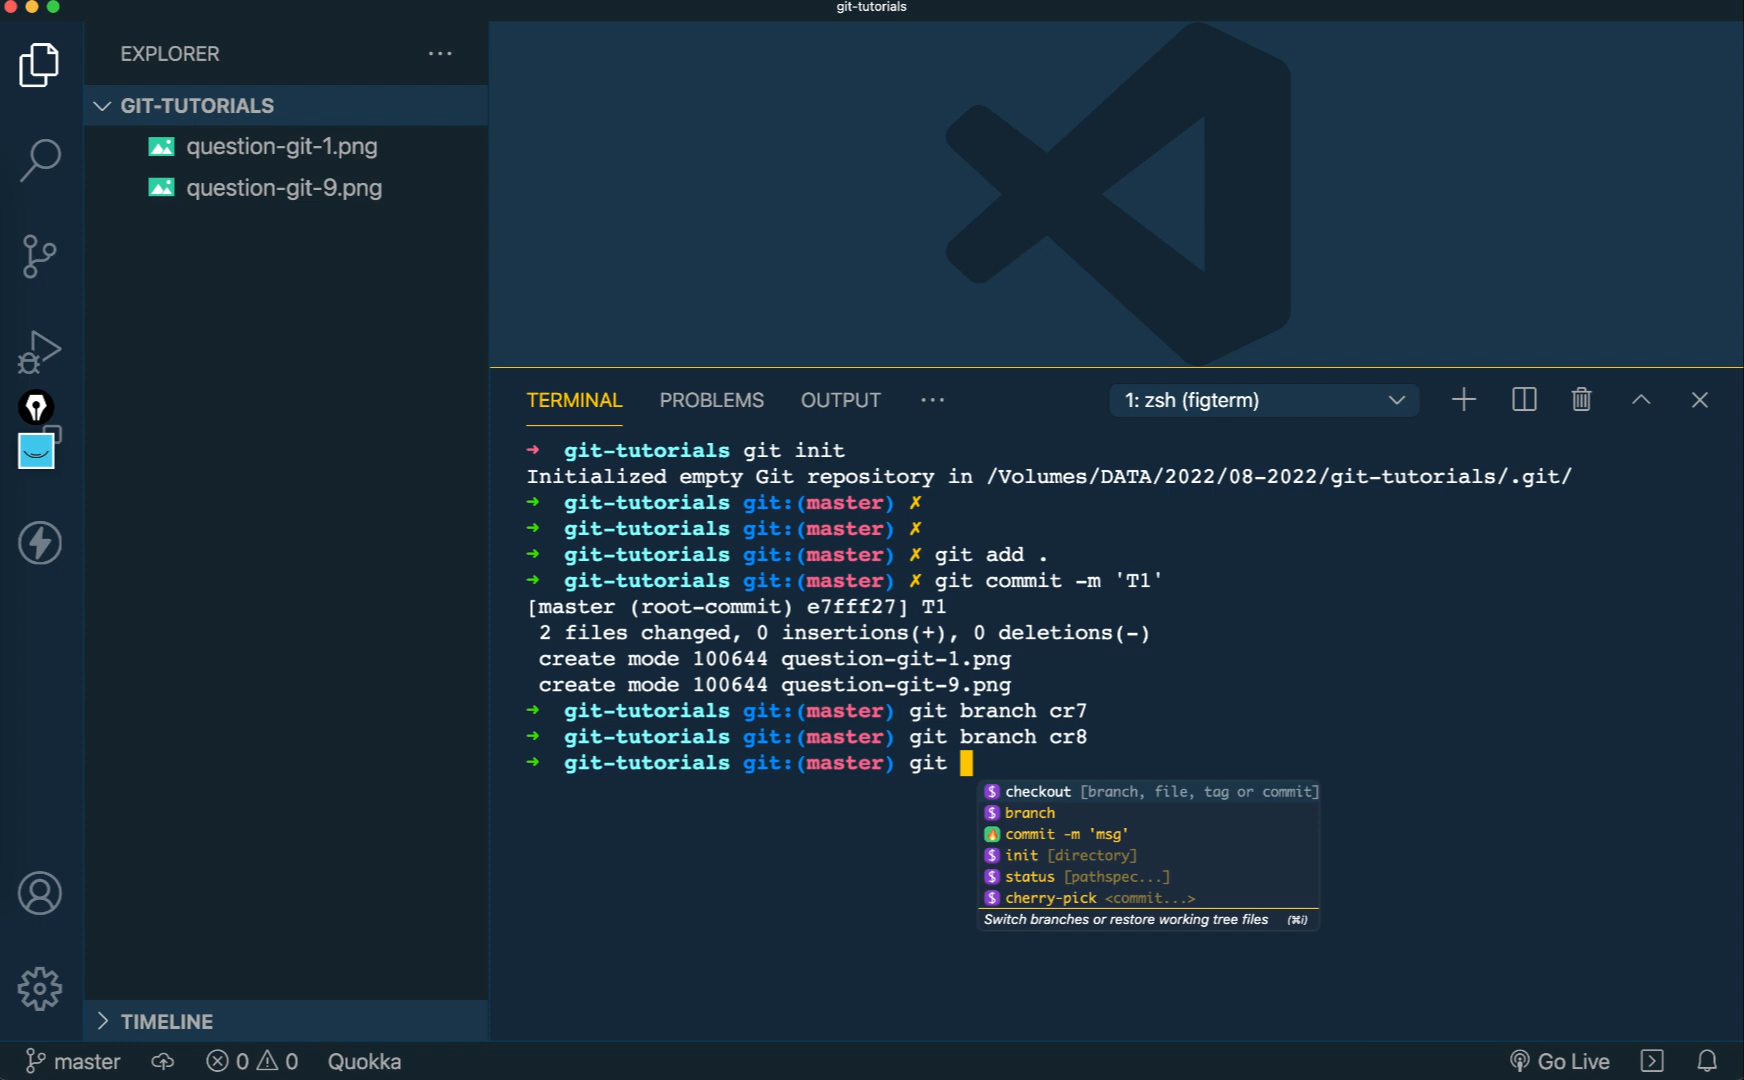 git-tutorials
EXPLORER
GIT-TUTORIALS
question-git-1.png
question-git-9.png
TERMINAL PROBLEMS OUTPUT 1: zsh (figterm)
➜ git-tutorials git init
Initialized empty Git repository in /Volumes/DATA/2022/08-2022/git-tutorials/.git/
➜ git-tutorials git:(master) ✗
➜ git-tutorials git:(master) ✗
➜ git-tutorials git:(master) ✗ git add .
➜ git-tutorials git:(master) ✗ git commit -m 'T1'
[master (root-commit) e7fff27] T1
2 files changed, 0 insertions(+), 0 deletions(-)
create mode 100644 question-git-1.png
create mode 100644 question-git-9.png
➜ git-tutorials git:(master) git branch cr7
➜ git-tutorials git:(master) git branch cr8
➜ git-tutorials git:(master) git
$ checkout [branch, file, tag or commit]
$ branch
commit -m 'msg'
$ init [directory]
$ status [pathspec...]
$ cherry-pick <commit...>
Switch branches or restore working tree files (⌘i)
TIMELINE
master 0 0 Quokka Go Live